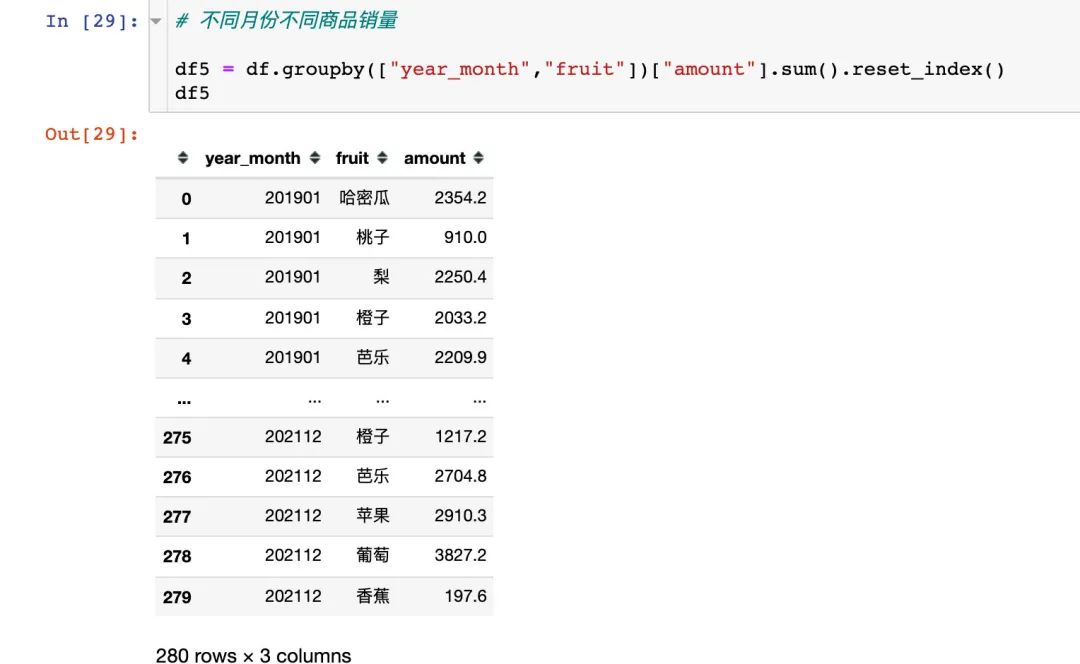 In [29]: # 不同月份不同商品销量
df5 = df.groupby(["year_month","fruit"])["amount"].sum().reset_index()
df5
Out[29]:
year_month fruit amount
0 201901 哈密瓜 2354.2
1 201901 桃子 910.0
2 201901 梨 2250.4
3 201901 橙子 2033.2
4 201901 芭乐 2209.9
... ... ... ...
275 202112 橙子 1217.2
276 202112 芭乐 2704.8
277 202112 苹果 2910.3
278 202112 葡萄 3827.2
279 202112 香蕉 197.6
280 rows × 3 columns